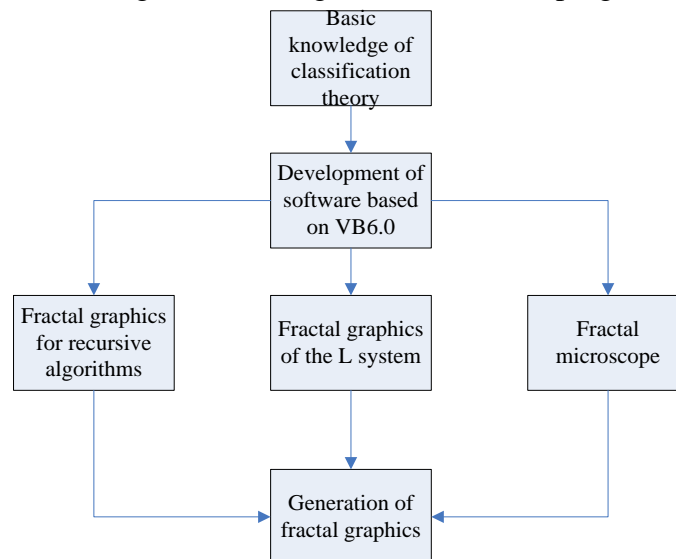 Basic
knowledge of
classification
theory
Development of
software based
on VB6.0
Fractal graphics
for recursive
algorithms
Fractal graphics
of the L system
Fractal
microscope
Generation of
fractal graphics